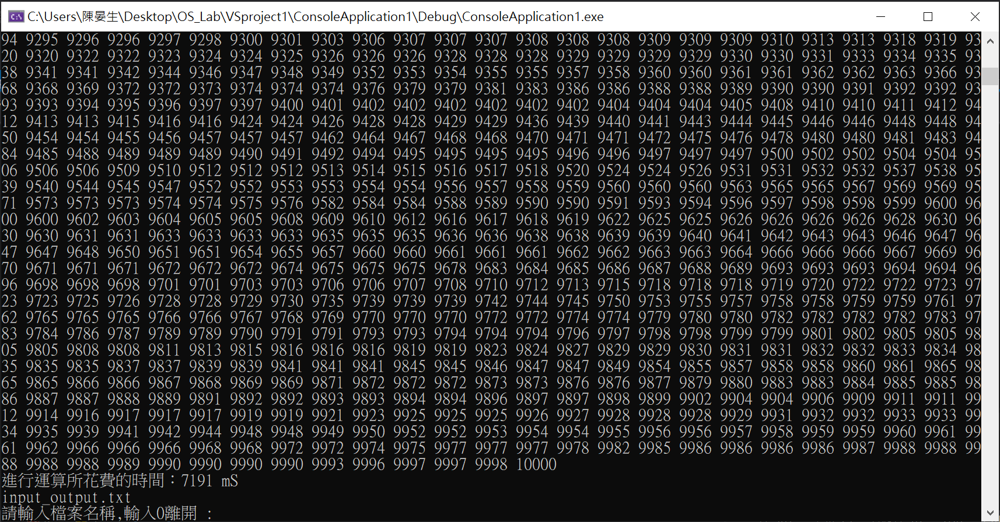 C:\Users\陳晏生\Desktop\OS_Lab\VSproject1\ConsoleApplication1\Debug\ConsoleApplication1.exe
94 9295 9296 9296 9297 9298 9300 9301 9303 9306 9307 9307 9307 9308 9308 9308 9309 9309 9309 9310 9313 9313 9318 9319 93
20 9320 9322 9322 9323 9324 9324 9325 9326 9326 9326 9328 9328 9328 9329 9329 9329 9329 9330 9330 9331 9333 9334 9335 93
38 9341 9341 9342 9344 9346 9347 9348 9349 9352 9353 9354 9355 9355 9357 9358 9360 9360 9361 9361 9362 9362 9363 9366 93
68 9368 9369 9372 9372 9373 9374 9374 9374 9376 9379 9379 9381 9383 9386 9386 9388 9388 9389 9390 9390 9391 9392 9392 93
93 9393 9394 9395 9396 9397 9397 9400 9401 9402 9402 9402 9402 9402 9402 9404 9404 9404 9405 9408 9410 9410 9411 9412 94
12 9413 9413 9415 9416 9416 9424 9424 9426 9428 9428 9429 9429 9436 9439 9440 9441 9443 9444 9445 9446 9446 9448 9448 94
50 9454 9454 9455 9456 9457 9457 9457 9462 9464 9467 9468 9468 9470 9471 9471 9472 9475 9476 9478 9480 9480 9481 9483 94
84 9485 9488 9489 9489 9489 9490 9491 9492 9494 9495 9495 9495 9495 9496 9496 9497 9497 9497 9500 9502 9502 9504 9504 95
06 9506 9506 9509 9510 9512 9512 9512 9513 9514 9515 9516 9517 9518 9520 9524 9524 9526 9531 9531 9532 9532 9537 9538 95
39 9540 9544 9545 9547 9552 9552 9553 9553 9554 9554 9556 9557 9558 9559 9560 9560 9560 9563 9565 9565 9567 9569 9569 95
71 9573 9573 9573 9574 9574 9575 9576 9582 9584 9584 9588 9589 9590 9590 9591 9593 9594 9596 9597 9598 9598 9599 9600 96
00 9600 9602 9603 9604 9605 9605 9608 9609 9610 9612 9616 9617 9618 9619 9622 9625 9625 9626 9626 9626 9626 9628 9630 96
30 9630 9631 9631 9633 9633 9633 9633 9635 9635 9635 9636 9636 9638 9638 9639 9639 9640 9641 9642 9643 9643 9646 9647 96
47 9647 9648 9650 9651 9651 9654 9655 9657 9660 9660 9661 9661 9661 9662 9662 9663 9663 9664 9666 9666 9666 9667 9669 96
70 9671 9671 9671 9672 9672 9672 9674 9675 9675 9675 9678 9683 9684 9685 9686 9687 9688 9689 9693 9693 9693 9694 9694 96
96 9698 9698 9698 9701 9701 9703 9703 9706 9706 9707 9708 9710 9712 9713 9715 9718 9718 9718 9719 9720 9722 9722 9723 97
23 9723 9725 9726 9728 9728 9729 9730 9735 9739 9739 9739 9742 9744 9745 9750 9753 9755 9757 9758 9758 9759 9759 9761 97
62 9765 9765 9765 9766 9766 9767 9768 9769 9770 9770 9770 9772 9772 9774 9774 9779 9780 9780 9782 9782 9782 9782 9783 97
83 9784 9786 9787 9789 9789 9790 9791 9791 9793 9793 9794 9794 9794 9796 9797 9798 9798 9799 9799 9801 9802 9805 9805 98
05 9805 9808 9808 9811 9813 9815 9816 9816 9816 9819 9819 9823 9824 9827 9829 9829 9830 9831 9831 9832 9832 9833 9834 98
35 9835 9835 9837 9837 9839 9839 9841 9841 9841 9845 9845 9846 9847 9847 9849 9854 9855 9857 9858 9858 9860 9861 9865 98
65 9865 9866 9866 9867 9868 9869 9869 9871 9872 9872 9872 9873 9873 9876 9876 9877 9879 9880 9883 9883 9884 9885 9885 98
86 9887 9887 9888 9889 9891 9892 9892 9893 9893 9894 9894 9896 9897 9897 9898 9899 9902 9904 9904 9906 9909 9911 9911 99
12 9914 9916 9917 9917 9917 9919 9919 9921 9923 9925 9925 9925 9926 9927 9928 9928 9928 9929 9931 9932 9932 9933 9933 99
34 9935 9939 9941 9942 9944 9948 9948 9949 9950 9952 9952 9953 9954 9954 9955 9956 9956 9957 9958 9959 9959 9960 9961 99
61 9962 9966 9966 9966 9968 9968 9972 9972 9974 9975 9977 9977 9977 9978 9982 9985 9986 9986 9986 9986 9987 9988 9988 99
88 9988 9988 9989 9990 9990 9990 9990 9993 9996 9997 9997 9998 10000
進行運算所花費的時間：7191 mS
input_output.txt
請輸入檔案名稱,輸入0離開 :